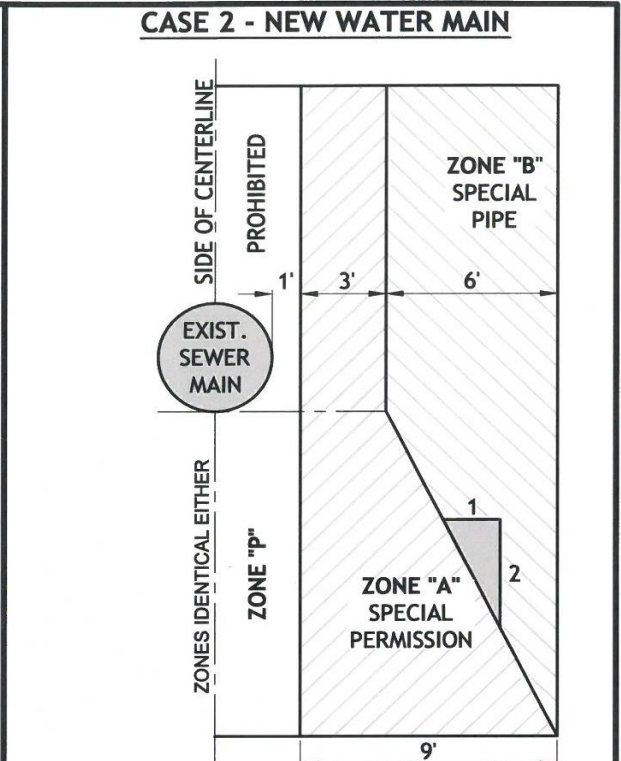 CASE 2 - NEW WATER MAIN
SIDE OF CENTERLINE
PROHIBITED
ZONE "B"
SPECIAL
PIPE
1'
3'
6'
EXIST.
SEWER
MAIN
ZONES IDENTICAL EITHER
ZONE "P"
1
2
ZONE "A"
SPECIAL
PERMISSION
9'